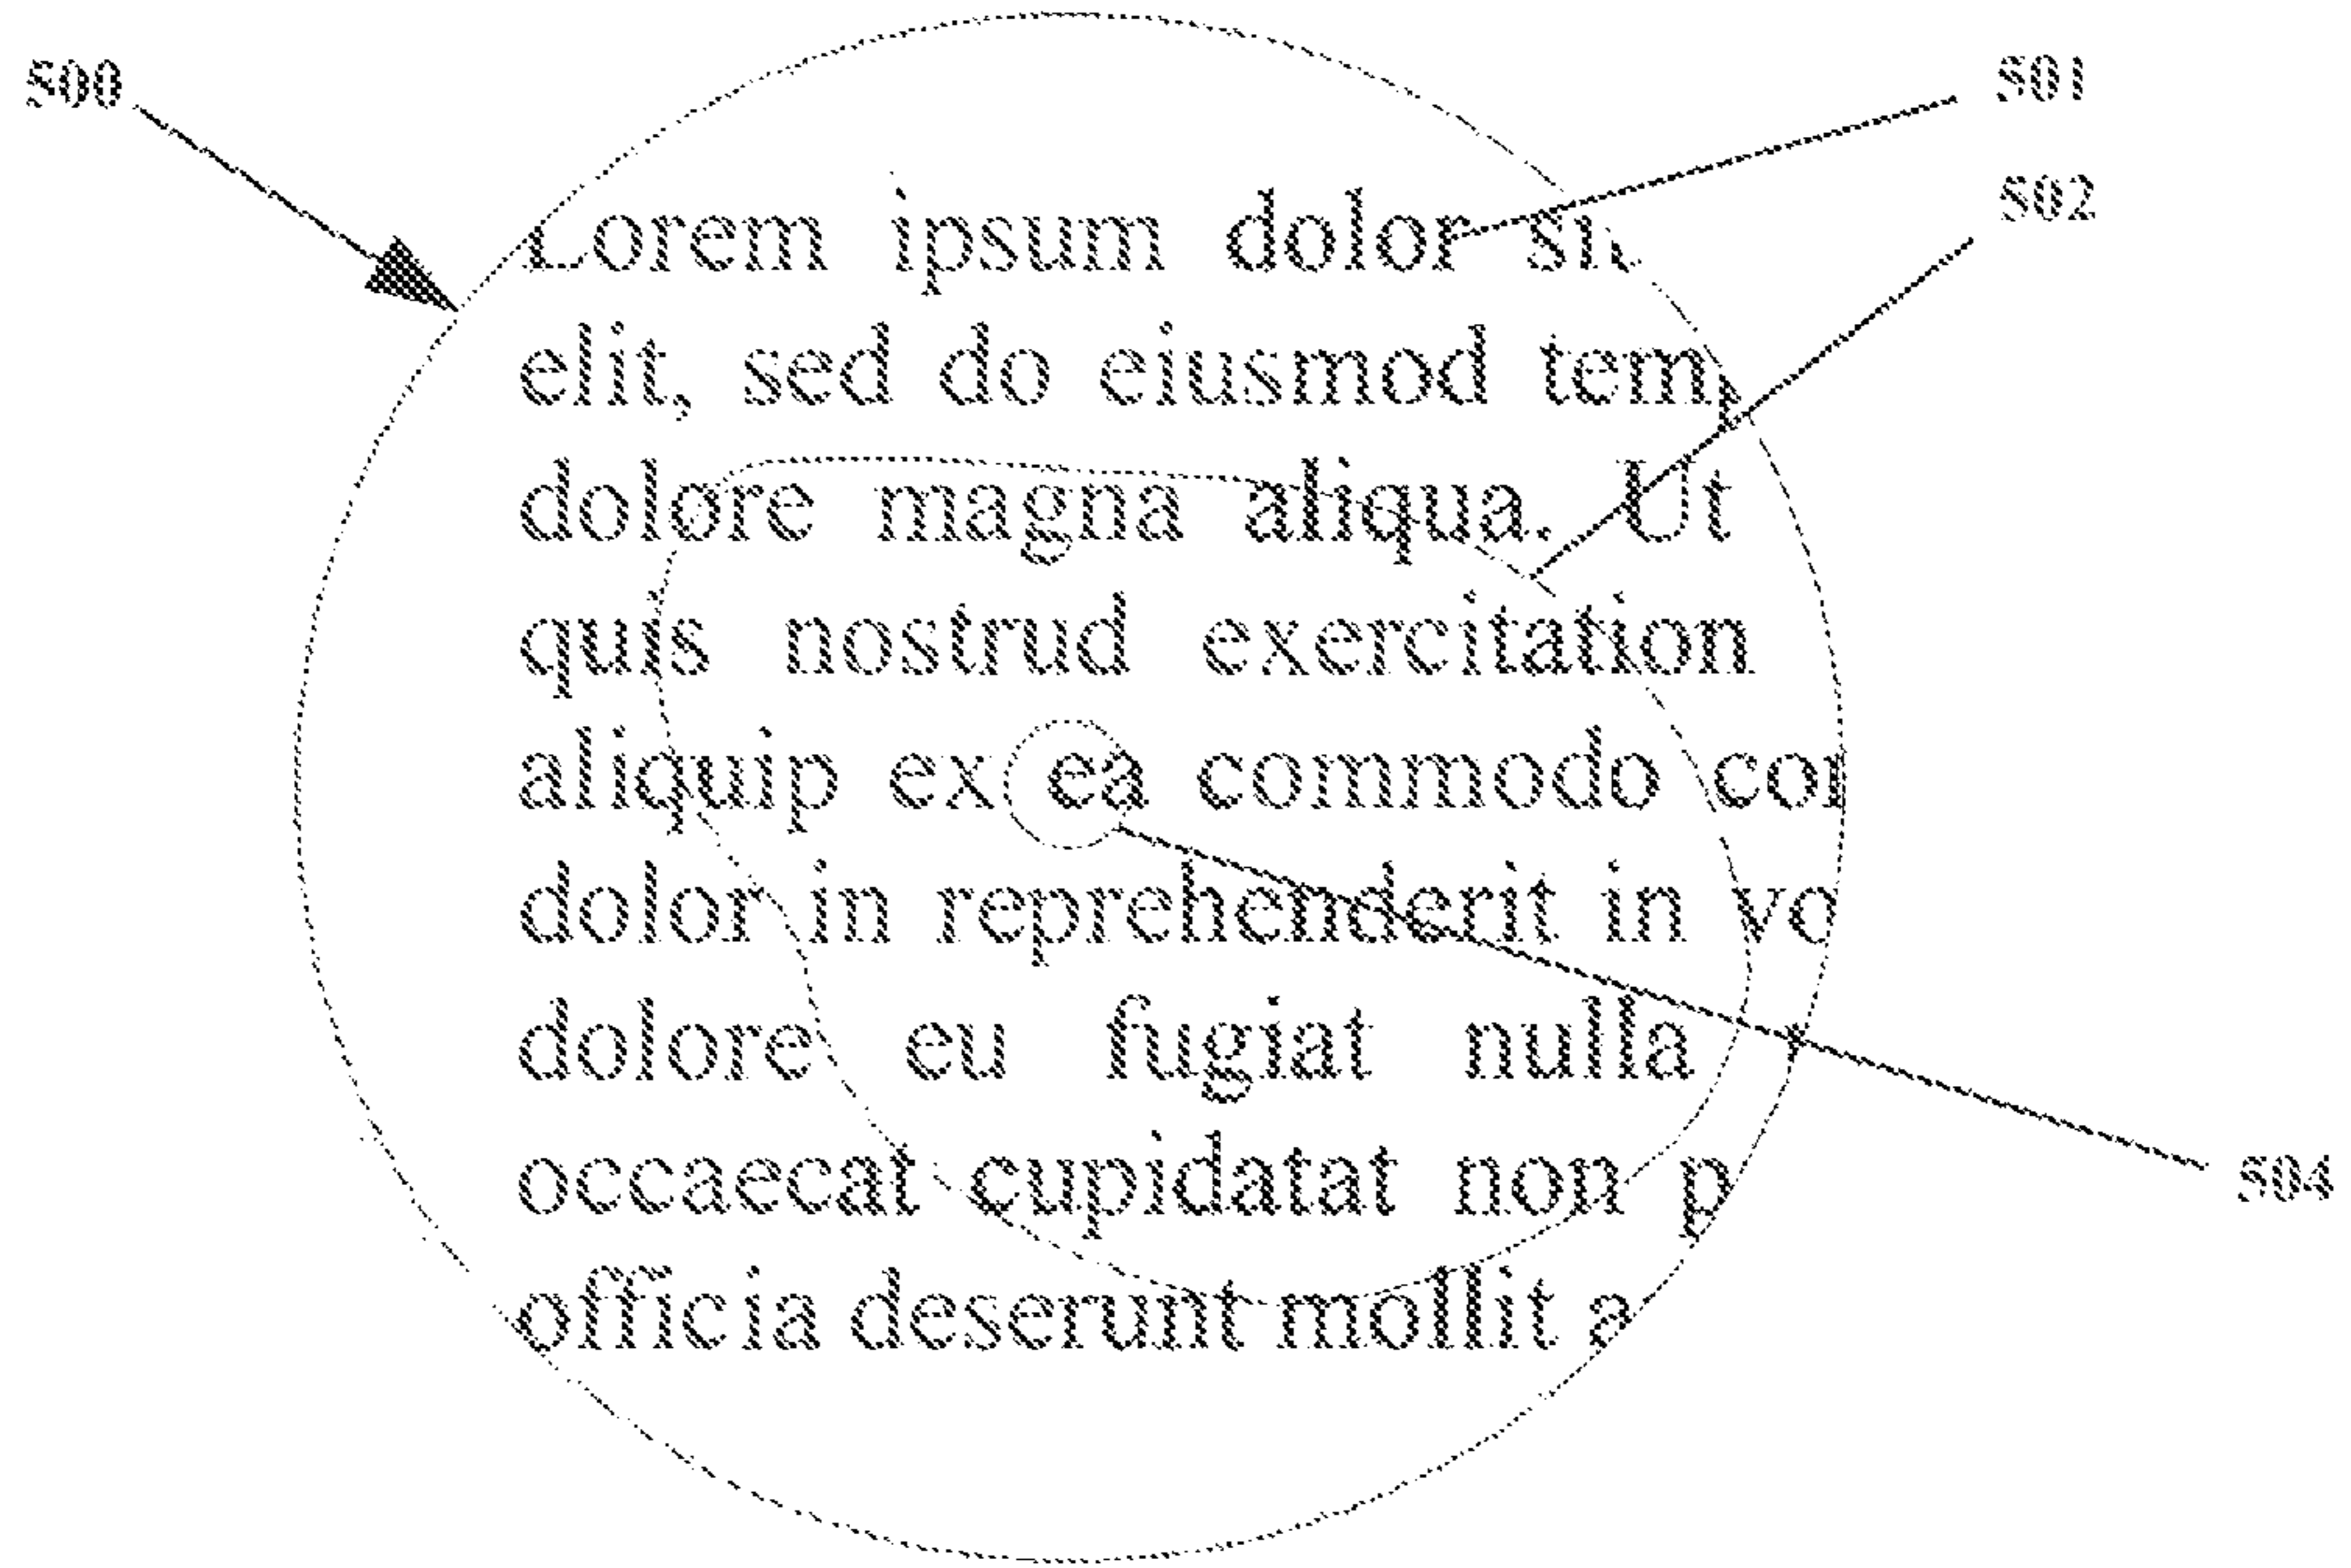 500
501
502
Lorem ipsum dolor si
elit, sed do eiusmod temp
dolore magna aliqua. Ut
quis nostrud exercitation
aliquip ex ea commodo cor
dolor in reprehenderit in vo
dolore eu fugiat nulla
occaecat cupidatat non p
officia deserunt mollit a
504